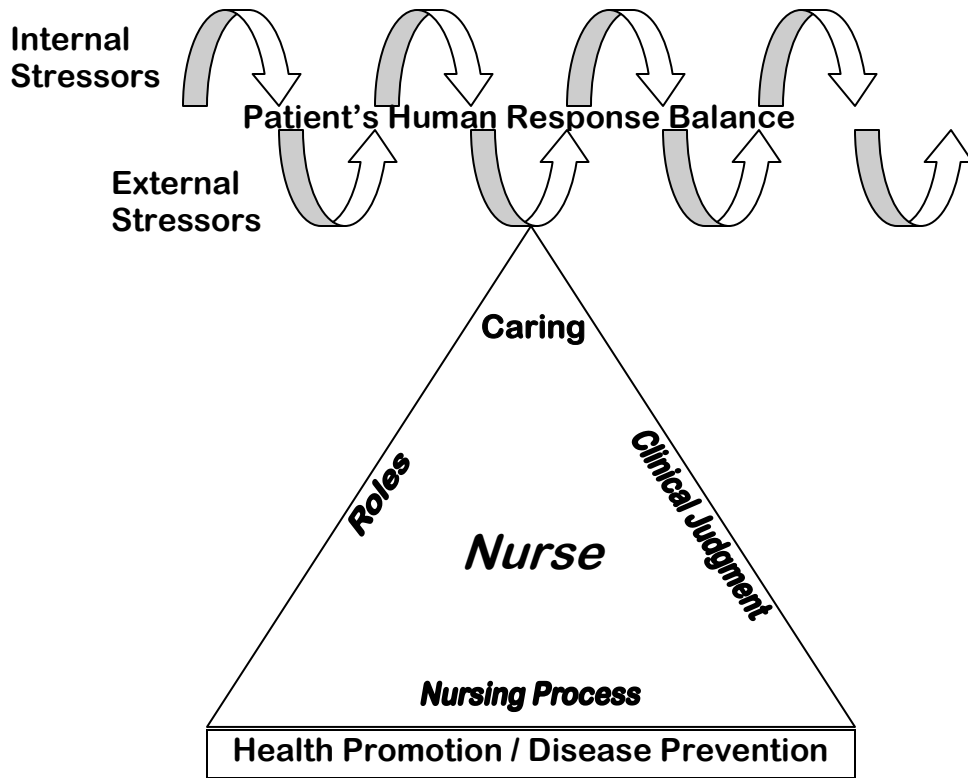 Internal
Stressors
Patient’s Human Response Balance
External
Stressors
Caring
Roles
Clinical Judgment
Nurse
Nursing Process
Health Promotion / Disease Prevention